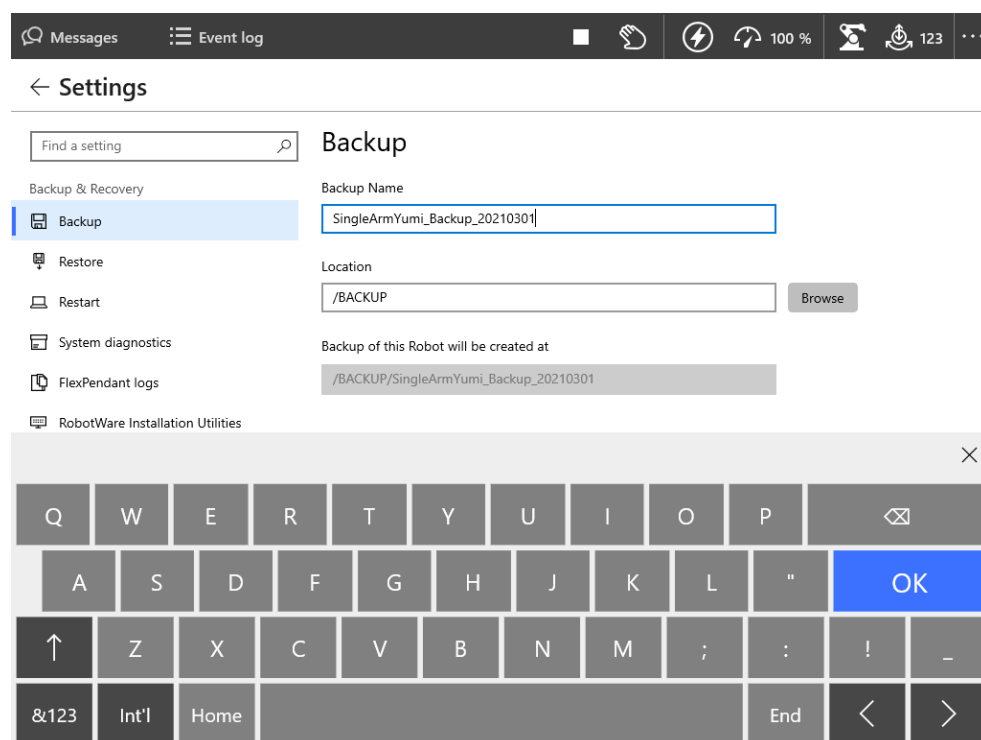 Messages Event log 100 % 123 ...
← Settings
Find a setting
Backup & Recovery
Backup
Restore
Restart
System diagnostics
FlexPendant logs
RobotWare Installation Utilities
Backup
Backup Name
SingleArmYumi_Backup_20210301
Location
/BACKUP Browse
Backup of this Robot will be created at
/BACKUP/SingleArmYumi_Backup_20210301
Q W E R T Y U I O P
A S D F G H J K L " OK
↑ Z X C V B N M ; : ! _
&123 Int'l Home End < >